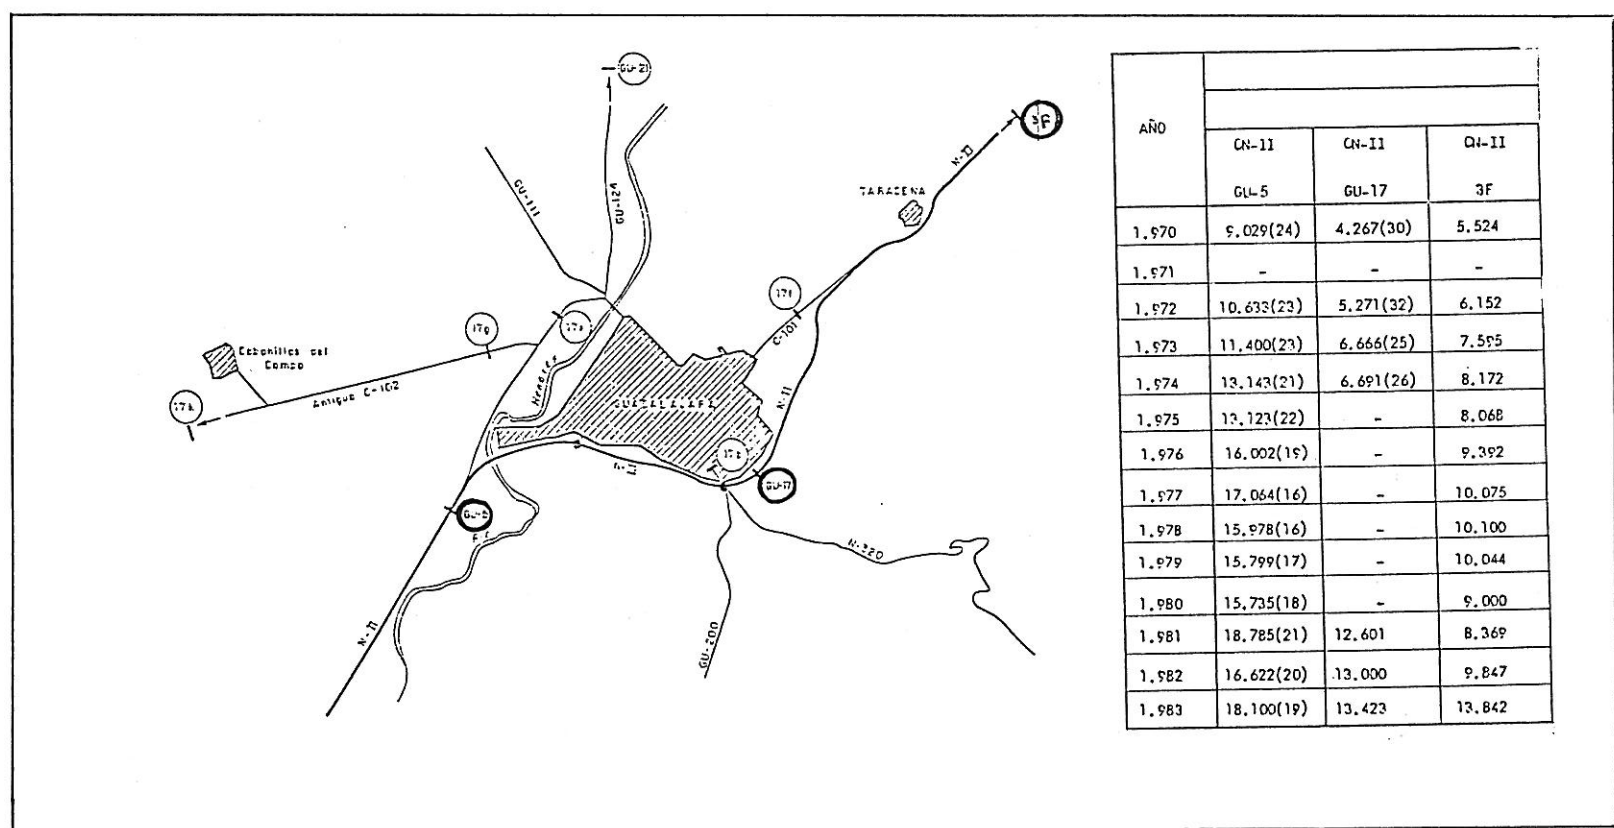 GU-21
3F
N-II
TARACENA
GU-111
GU-124
17f
C-101
17g
17e
Henares
Cabanillas del
Campo
Antigua C-102
17h
GUADALAJARA
N-II
17b
N-II
GU-17
GU-5
N-320
GU-200
N-II
AÑO
CN-II CN-II CN-II
GU-5 GU-17 3F
1.970 9.029(24) 4.267(30) 5.524
1.971 - - -
1.972 10.633(23) 5.271(32) 6.152
1.973 11.400(23) 6.666(25) 7.595
1.974 13.143(21) 6.691(26) 8.172
1.975 13.123(22) - 8.068
1.976 16.002(19) - 9.392
1.977 17.064(16) - 10.075
1.978 15.978(16) - 10.100
1.979 15.799(17) - 10.044
1.980 15.735(18) - 9.000
1.981 18.785(21) 12.601 8.369
1.982 16.622(20) 13.000 9.847
1.983 18.100(19) 13.423 13.842